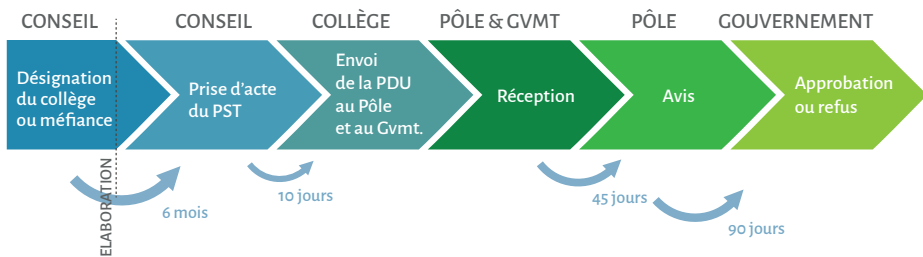 CONSEIL
CONSEIL
COLLÈGE
PÔLE & GVMT
PÔLE
GOUVERNEMENT
Désignation
du collège
ou méfiance
Prise d'acte
du PST
Envoi
de la PDU
au Pôle
et au Gvmt.
Réception
Avis
Approbation
ou refus
ELABORATION
6 mois
10 jours
45 jours
90 jours